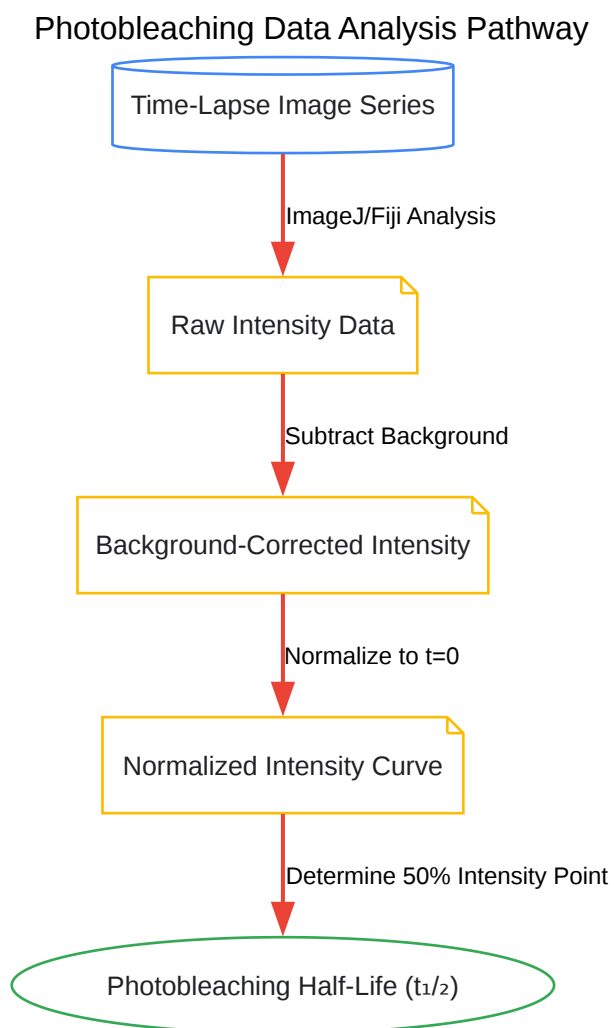 Photobleaching Data Analysis Pathway
Time-Lapse Image Series
ImageJ/Fiji Analysis
Raw Intensity Data
Subtract Background
Background-Corrected Intensity
Normalize to t=0
Normalized Intensity Curve
Determine 50% Intensity Point
Photobleaching Half-Life (t₁/₂)